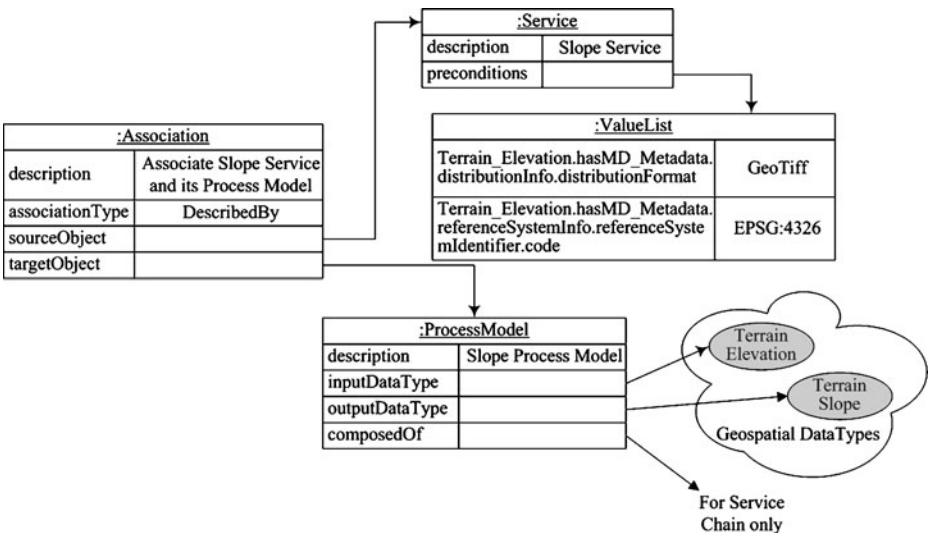 :Service
description Slope Service
preconditions
:ValueList
Terrain_Elevation.hasMD_Metadata.
distributionInfo.distributionFormat
GeoTiff
Terrain_Elevation.hasMD_Metadata.
referenceSystemInfo.referenceSyste
mIdentifier.code
EPSG:4326
:Association
description
Associate Slope Service
and its Process Model
associationType DescribedBy
sourceObject
targetObject
:ProcessModel
description Slope Process Model
inputDataType
outputDataType
composedOf
Terrain
Elevation
Terrain
Slope
Geospatial DataTypes
For Service
Chain only